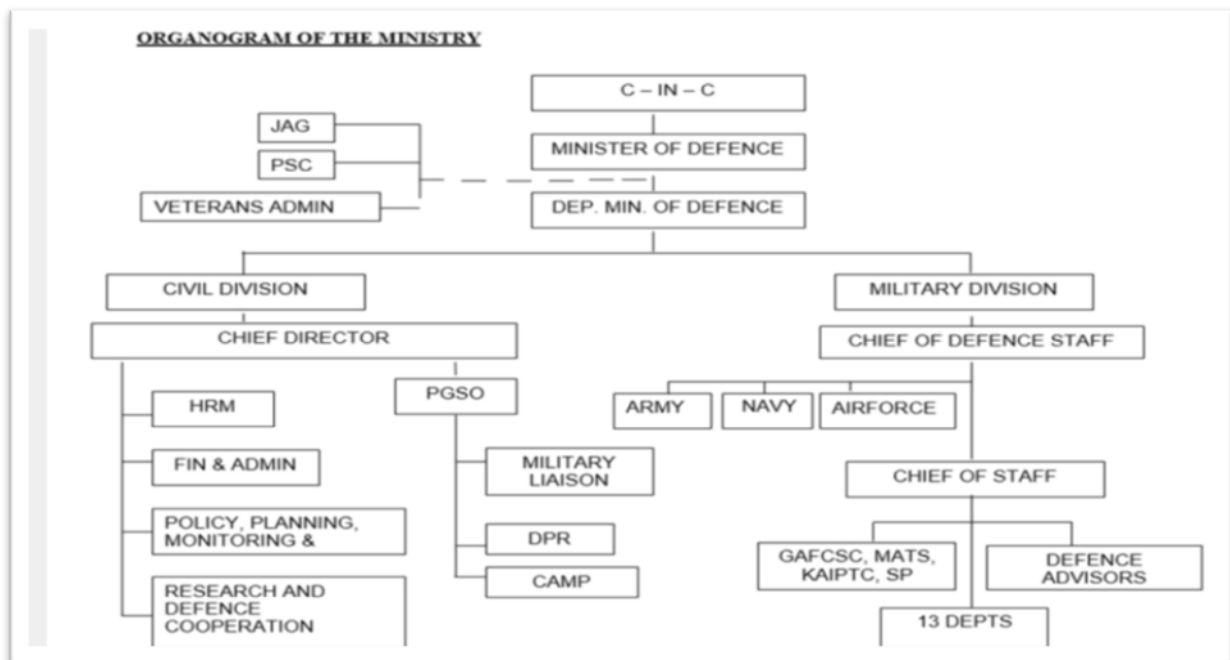 ORGANOGRAM OF THE MINISTRY
C – IN – C
JAG
MINISTER OF DEFENCE
PSC
VETERANS ADMIN
DEP. MIN. OF DEFENCE
CIVIL DIVISION
MILITARY DIVISION
CHIEF DIRECTOR
CHIEF OF DEFENCE STAFF
HRM
PGSO
ARMY
NAVY
AIRFORCE
FIN & ADMIN
MILITARY
LIAISON
CHIEF OF STAFF
POLICY, PLANNING,
MONITORING &
DPR
GAFCSC, MATS,
KAIPTC, SP
DEFENCE
ADVISORS
CAMP
RESEARCH AND
DEFENCE
COOPERATION
13 DEPTS